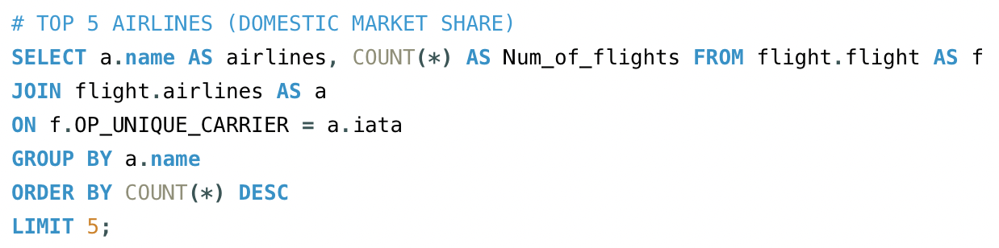 # TOP 5 AIRLINES (DOMESTIC MARKET SHARE)
SELECT a.name AS airlines, COUNT(*) AS Num_of_flights FROM flight.flight AS f
JOIN flight.airlines AS a
ON f.OP_UNIQUE_CARRIER = a.iata
GROUP BY a.name
ORDER BY COUNT(*) DESC
LIMIT 5;